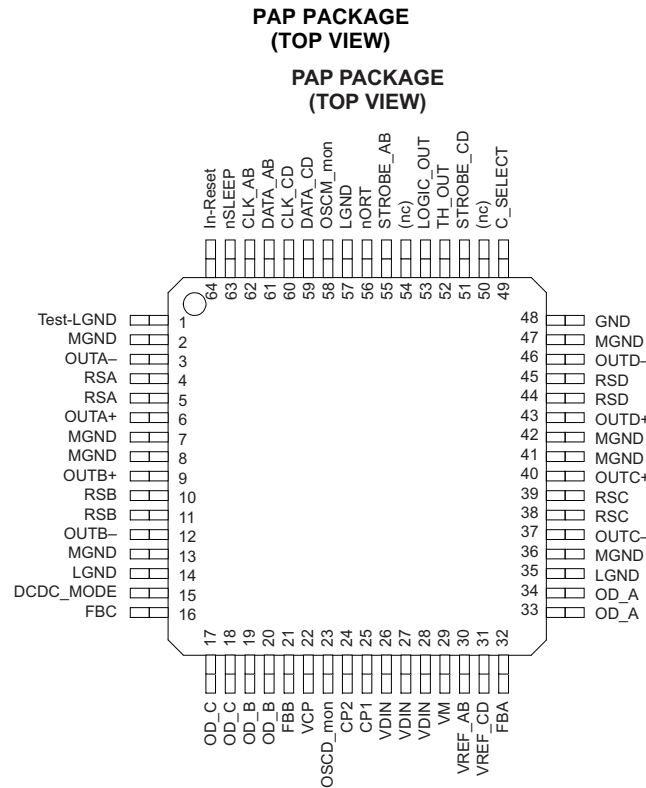 PAP PACKAGE
(TOP VIEW)
PAP PACKAGE
(TOP VIEW)
In-Reset
nSLEEP
CLK_AB
DATA_AB
CLK_CD
DATA_CD
OSCM_mon
LGND
nORT
STROBE_AB
(nc)
LOGIC_OUT
TH_OUT
STROBE_CD
(nc)
C_SELECT
64 63 62 61 60 59 58 57 56 55 54 53 52 51 50 49
Test-LGND 1
MGND 2
OUTA– 3
RSA 4
RSA 5
OUTA+ 6
MGND 7
MGND 8
OUTB+ 9
RSB 10
RSB 11
OUTB– 12
MGND 13
LGND 14
DCDC_MODE 15
FBC 16
48 GND
47 MGND
46 OUTD–
45 RSD
44 RSD
43 OUTD+
42 MGND
41 MGND
40 OUTC+
39 RSC
38 RSC
37 OUTC–
36 MGND
35 LGND
34 OD_A
33 OD_A
17 18 19 20 21 22 23 24 25 26 27 28 29 30 31 32
OD_C
OD_C
OD_B
OD_B
FBB
VCP
OSCD_mon
CP2
CP1
VDIN
VDIN
VDIN
VM
VREF_AB
VREF_CD
FBA